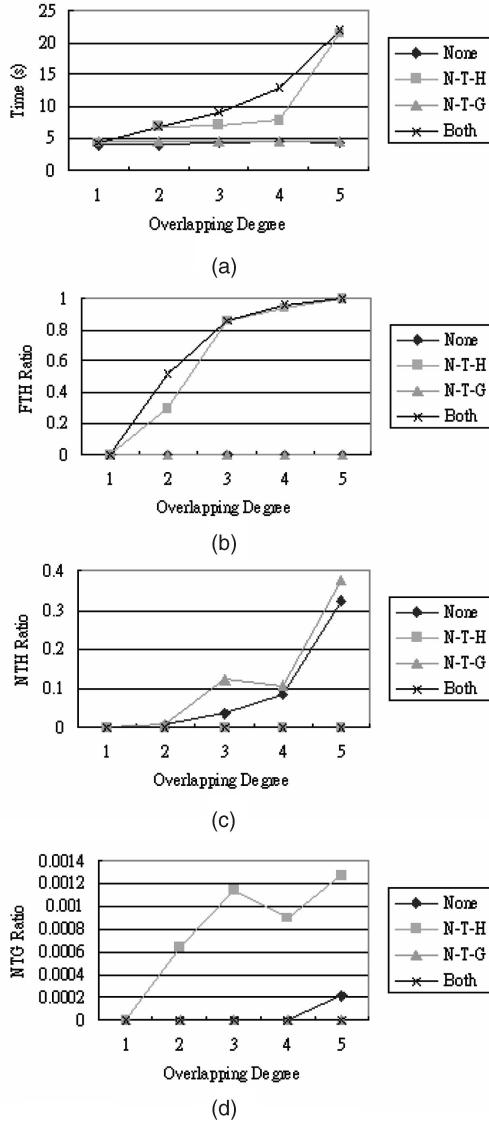 25
20
15
10
5
0
Time (s)
1 2 3 4 5
Overlapping Degree
None
N-T-H
N-T-G
Both
(a)
1
0.8
0.6
0.4
0.2
0
FTH Ratio
1 2 3 4 5
Overlapping Degree
None
N-T-H
N-T-G
Both
(b)
0.4
0.3
0.2
0.1
0
NTH Ratio
1 2 3 4 5
Overlapping Degree
None
N-T-H
N-T-G
Both
(c)
0.0014
0.0012
0.001
0.0008
0.0006
0.0004
0.0002
0
NTG Ratio
1 2 3 4 5
Overlapping Degree
None
N-T-H
N-T-G
Both
(d)